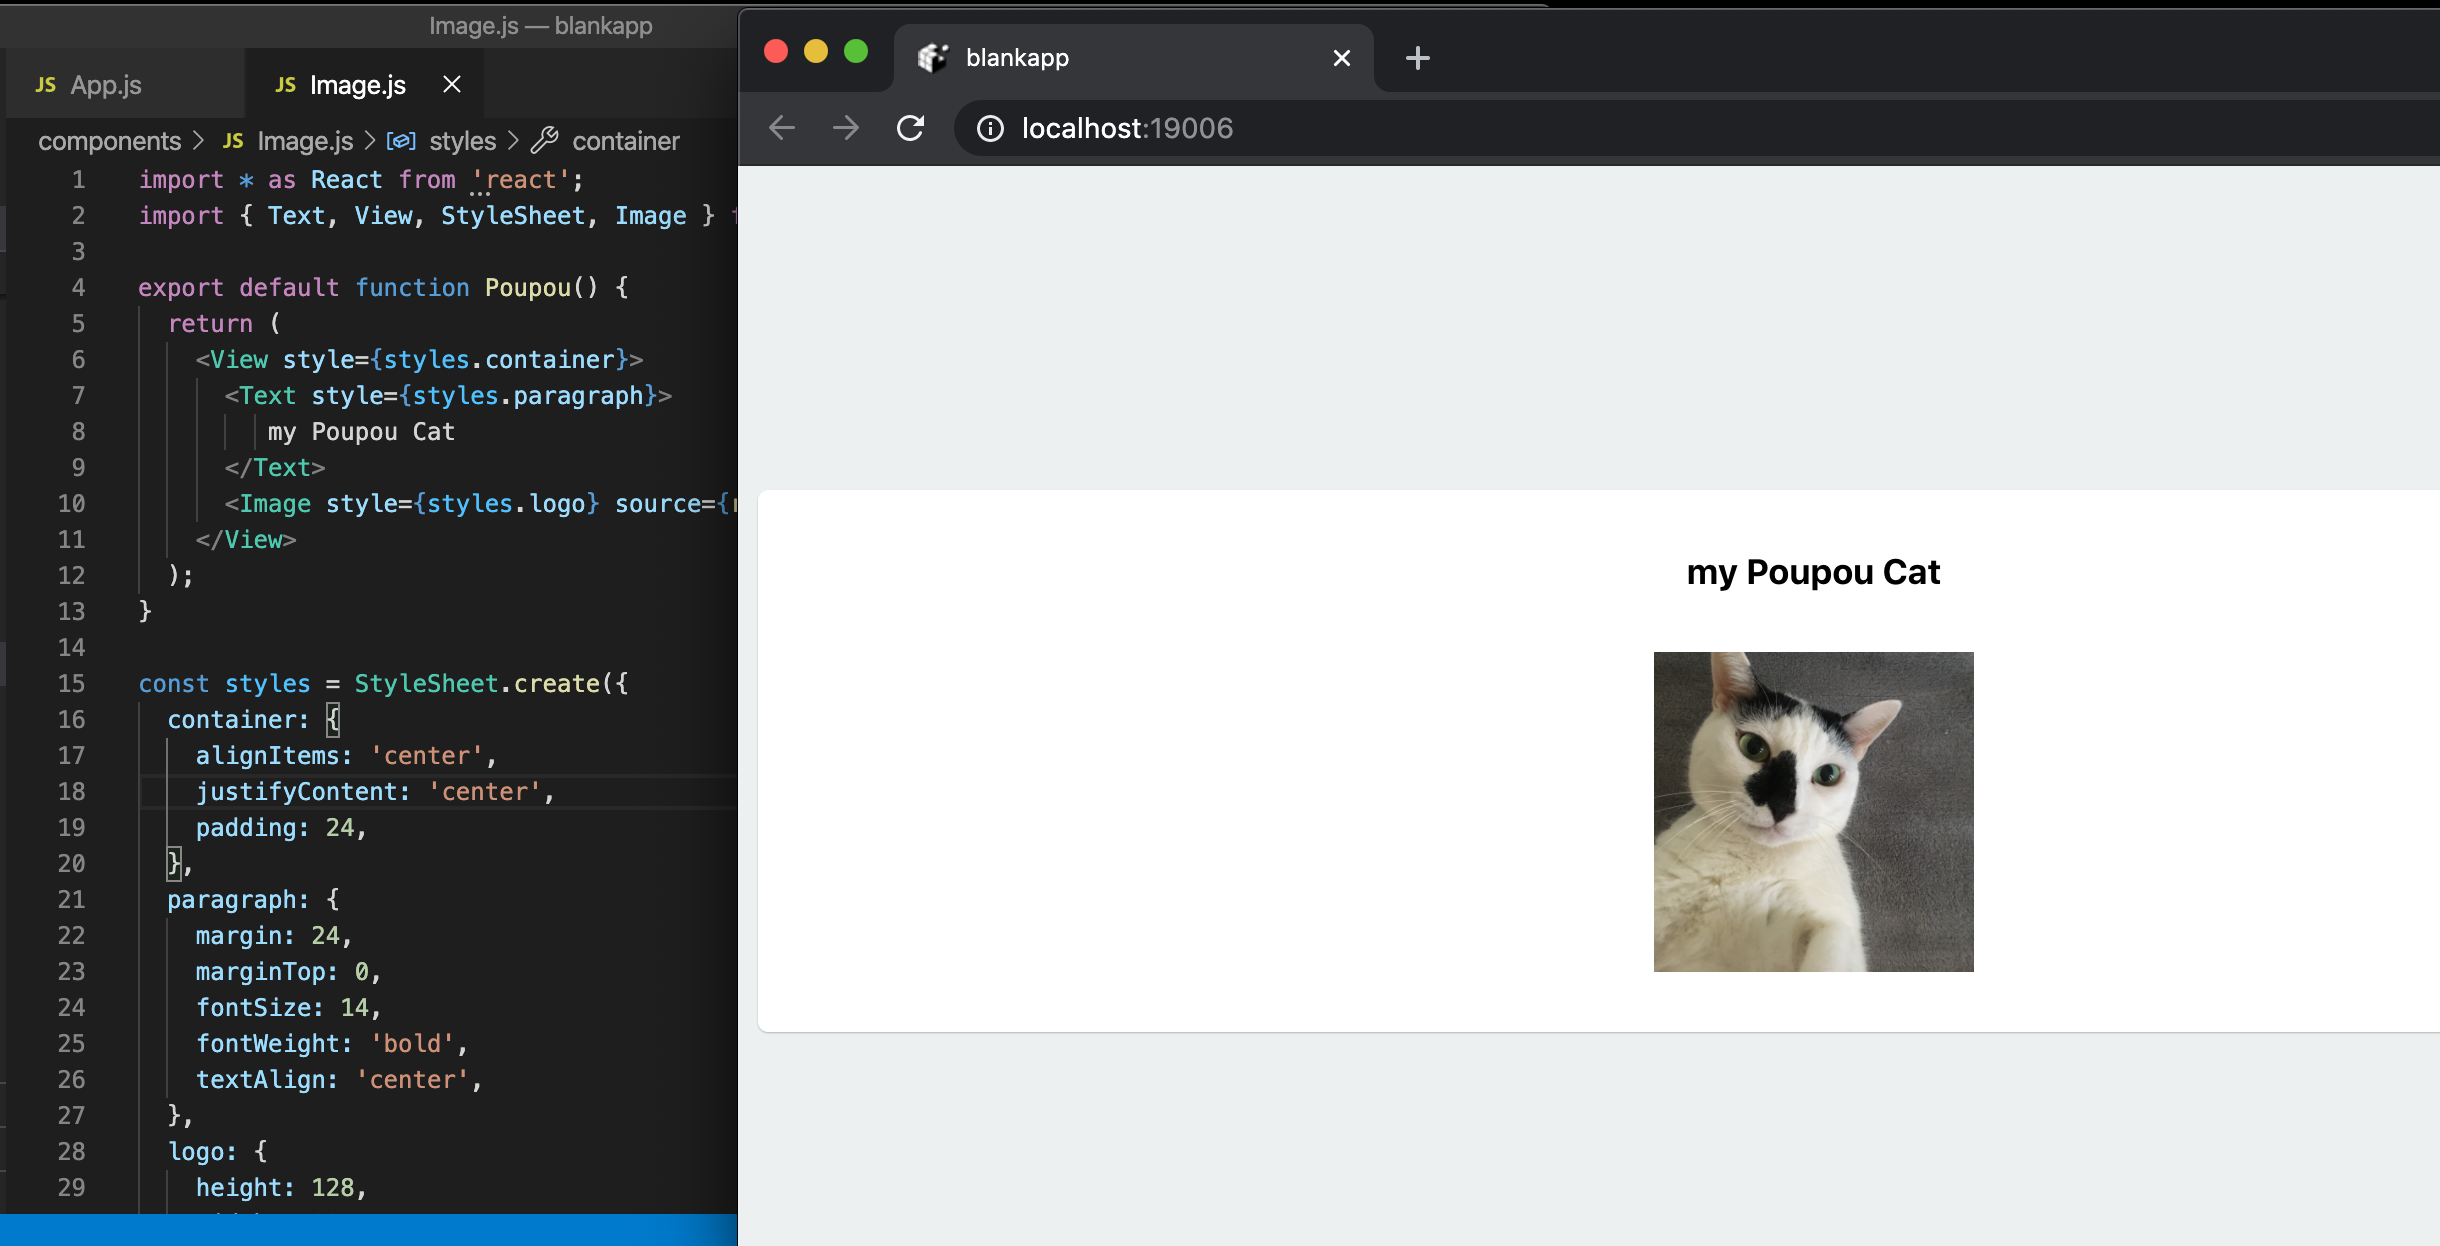 Image.js — blankapp
JS App.js
JS Image.js
components > JS Image.js > styles > container
1 import * as React from 'react';
2 import { Text, View, StyleSheet, Image }
3
4 export default function Poupou() {
5 return (
6 <View style={styles.container}>
7 <Text style={styles.paragraph}>
8 my Poupou Cat
9 </Text>
10 <Image style={styles.logo} source={
11 </View>
12 );
13 }
14
15 const styles = StyleSheet.create({
16 container: {
17 alignItems: 'center',
18 justifyContent: 'center',
19 padding: 24,
20 },
21 paragraph: {
22 margin: 24,
23 marginTop: 0,
24 fontSize: 14,
25 fontWeight: 'bold',
26 textAlign: 'center',
27 },
28 logo: {
29 height: 128,
blankapp
localhost:19006
my Poupou Cat